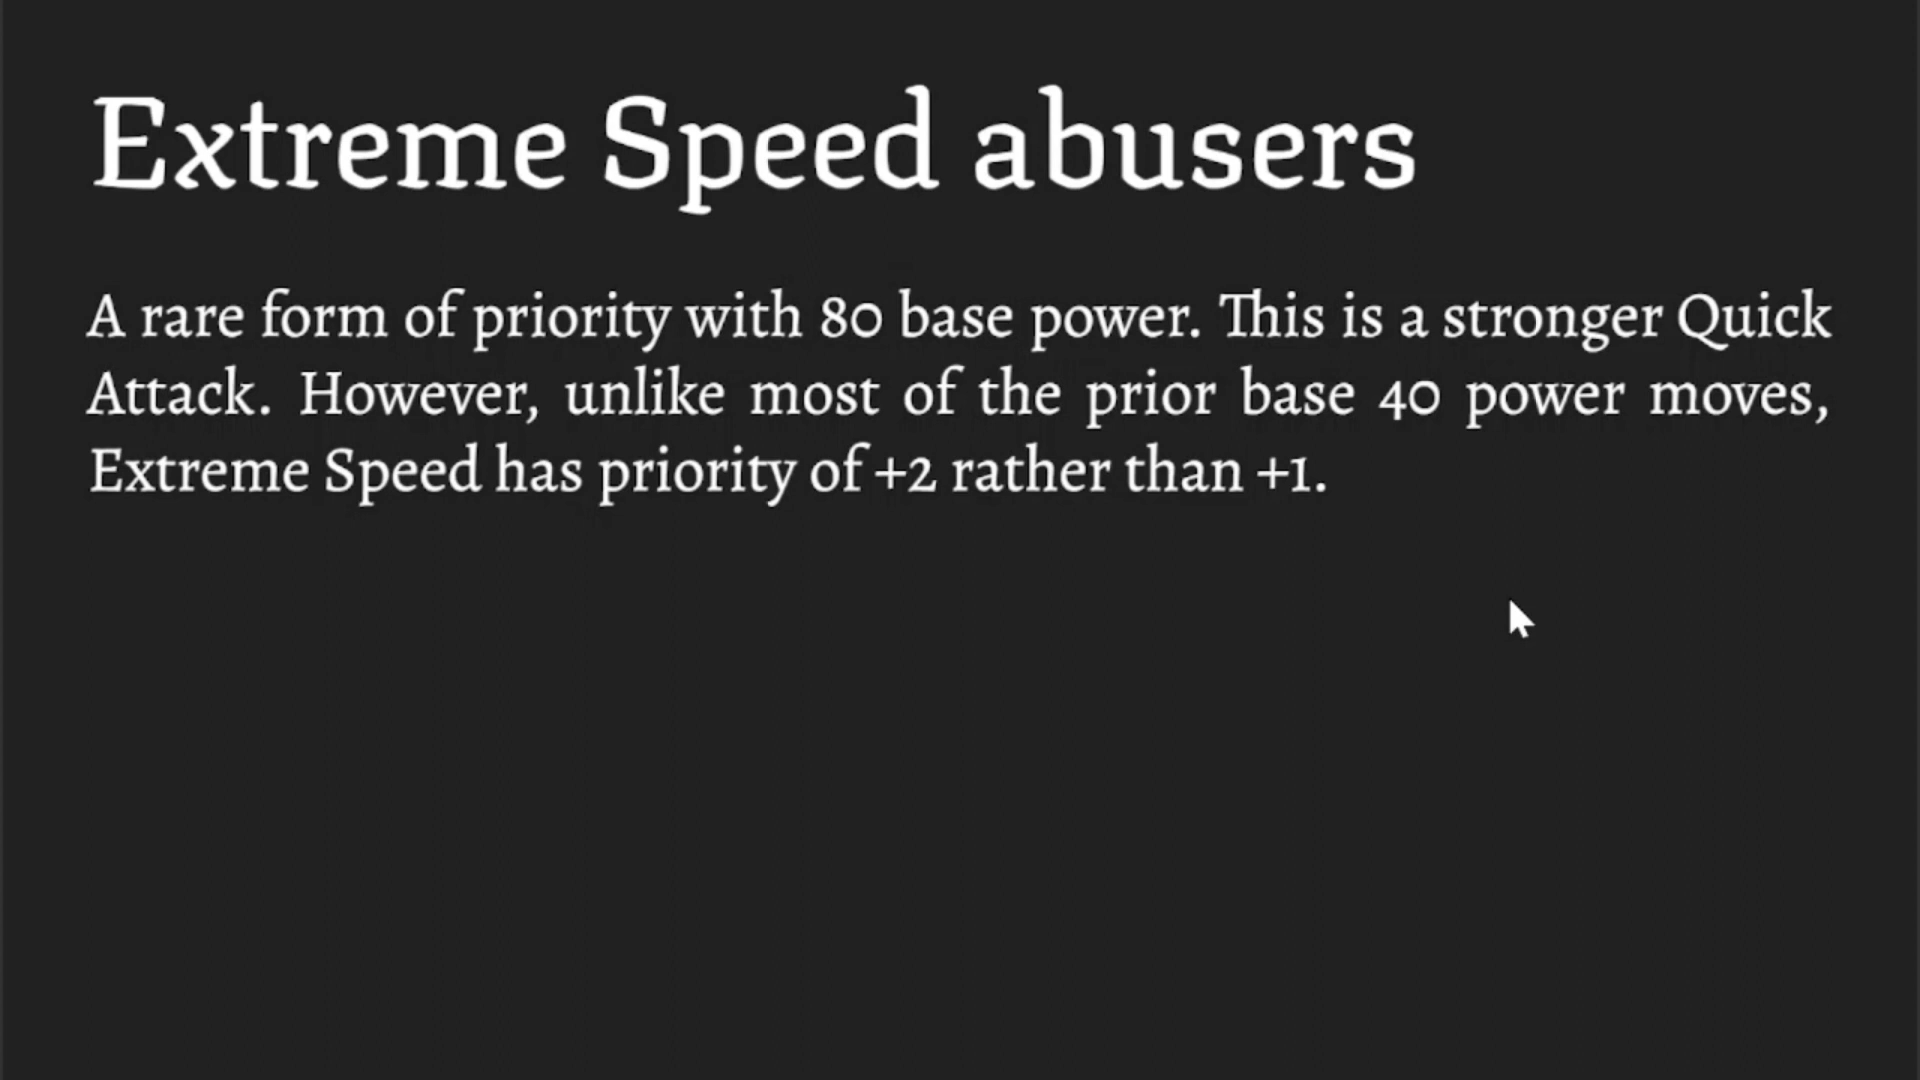 Extreme Speed abusers
A rare form of priority with 80 base power. This is a stronger Quick
Attack. However, unlike most of the prior base 40 power moves,
Extreme Speed has priority of +2 rather than +1.